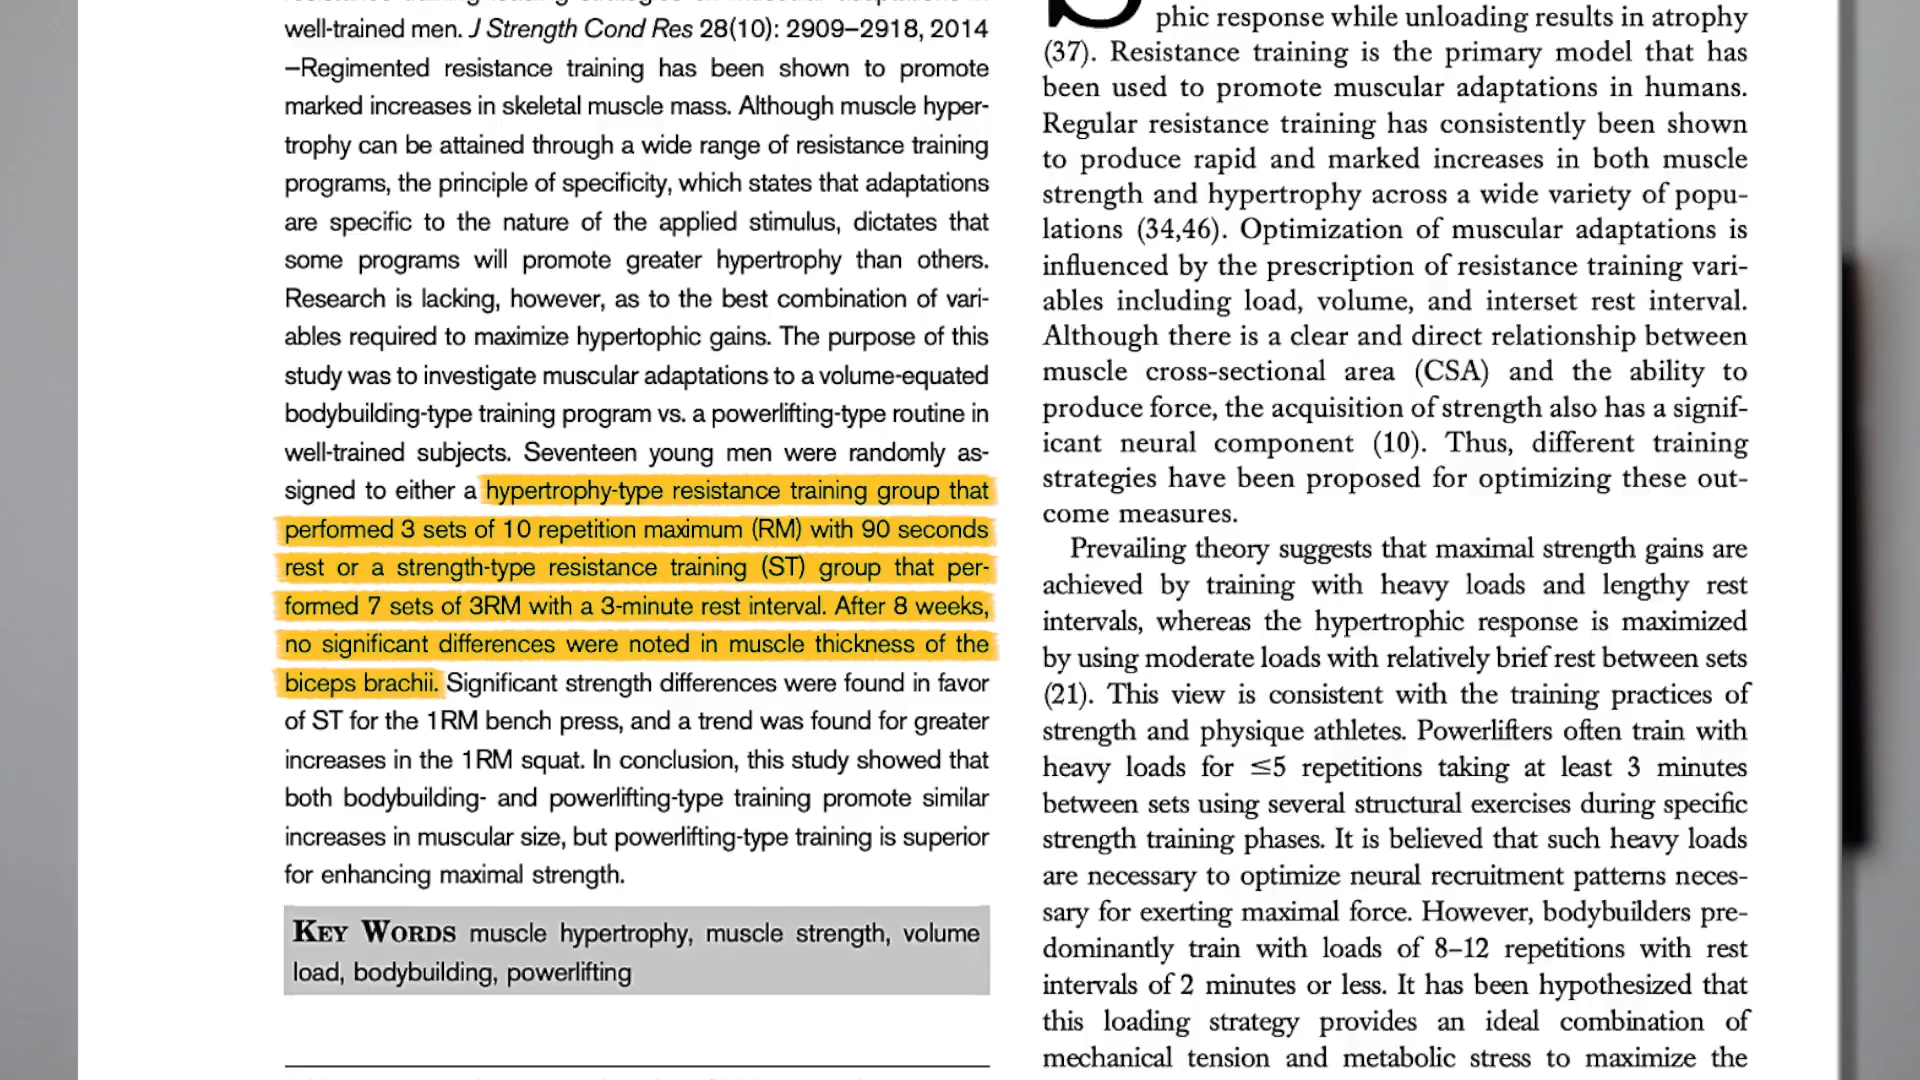 well-trained men. J Strength Cond Res 28(10): 2909–2918, 2014
–Regimented resistance training has been shown to promote
marked increases in skeletal muscle mass. Although muscle hyper-
trophy can be attained through a wide range of resistance training
programs, the principle of specificity, which states that adaptations
are specific to the nature of the applied stimulus, dictates that
some programs will promote greater hypertrophy than others.
Research is lacking, however, as to the best combination of vari-
ables required to maximize hypertophic gains. The purpose of this
study was to investigate muscular adaptations to a volume-equated
bodybuilding-type training program vs. a powerlifting-type routine in
well-trained subjects. Seventeen young men were randomly as-
signed to either a hypertrophy-type resistance training group that
performed 3 sets of 10 repetition maximum (RM) with 90 seconds
rest or a strength-type resistance training (ST) group that per-
formed 7 sets of 3RM with a 3-minute rest interval. After 8 weeks,
no significant differences were noted in muscle thickness of the
biceps brachii. Significant strength differences were found in favor
of ST for the 1RM bench press, and a trend was found for greater
increases in the 1RM squat. In conclusion, this study showed that
both bodybuilding- and powerlifting-type training promote similar
increases in muscular size, but powerlifting-type training is superior
for enhancing maximal strength.
KEY WORDS muscle hypertrophy, muscle strength, volume
load, bodybuilding, powerlifting
phic response while unloading results in atrophy
(37). Resistance training is the primary model that has
been used to promote muscular adaptations in humans.
Regular resistance training has consistently been shown
to produce rapid and marked increases in both muscle
strength and hypertrophy across a wide variety of popu-
lations (34,46). Optimization of muscular adaptations is
influenced by the prescription of resistance training vari-
ables including load, volume, and interset rest interval.
Although there is a clear and direct relationship between
muscle cross-sectional area (CSA) and the ability to
produce force, the acquisition of strength also has a signif-
icant neural component (10). Thus, different training
strategies have been proposed for optimizing these out-
come measures.
Prevailing theory suggests that maximal strength gains are
achieved by training with heavy loads and lengthy rest
intervals, whereas the hypertrophic response is maximized
by using moderate loads with relatively brief rest between sets
(21). This view is consistent with the training practices of
strength and physique athletes. Powerlifters often train with
heavy loads for ≤5 repetitions taking at least 3 minutes
between sets using several structural exercises during specific
strength training phases. It is believed that such heavy loads
are necessary to optimize neural recruitment patterns neces-
sary for exerting maximal force. However, bodybuilders pre-
dominantly train with loads of 8–12 repetitions with rest
intervals of 2 minutes or less. It has been hypothesized that
this loading strategy provides an ideal combination of
mechanical tension and metabolic stress to maximize the